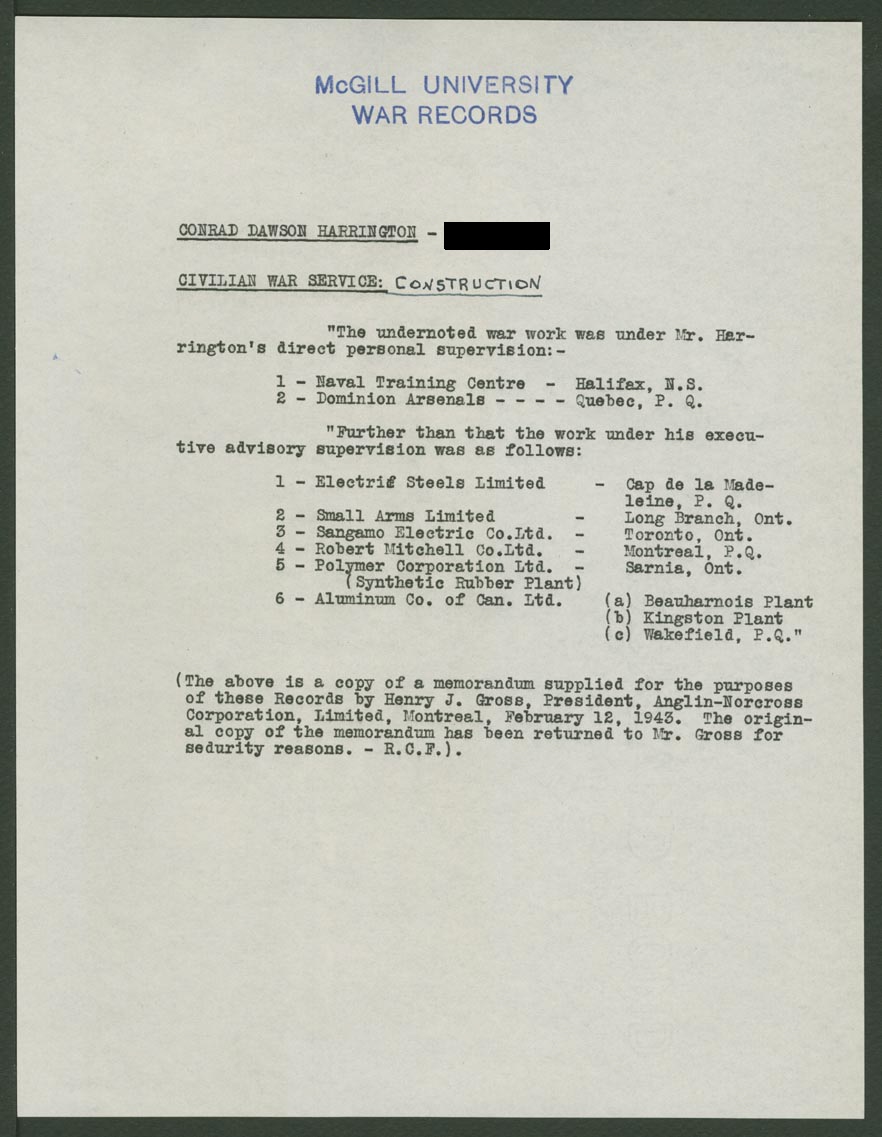 McGILL UNIVERSITY
WAR RECORDS
CONRAD DAWSON HARRINGTON -
CIVILIAN WAR SERVICE: CONSTRUCTION
"The undernoted war work was under Mr. Har-
rington's direct personal supervision:-
1 - Naval Training Centre - Halifax, N.S.
2 - Dominion Arsenals - - - - Quebec, P. Q.
"Further than that the work under his execu-
tive advisory supervision was as follows:
1 - Electric Steels Limited - Cap de la Made-
leine, P. Q.
2 - Small Arms Limited - Long Branch, Ont.
3 - Sangamo Electric Co.Ltd. - Toronto, Ont.
4 - Robert Mitchell Co.Ltd. - Montreal, P.Q.
5 - Polymer Corporation Ltd. - Sarnia, Ont.
(Synthetic Rubber Plant)
6 - Aluminum Co. of Can. Ltd. (a) Beauharnois Plant
(b) Kingston Plant
(c) Wakefield, P.Q."
(The above is a copy of a memorandum supplied for the purposes
of these Records by Henry J. Gross, President, Anglin-Norcross
Corporation, Limited, Montreal, February 12, 1943. The origin-
al copy of the memorandum has been returned to Mr. Gross for
sedurity reasons. - R.C.F.).